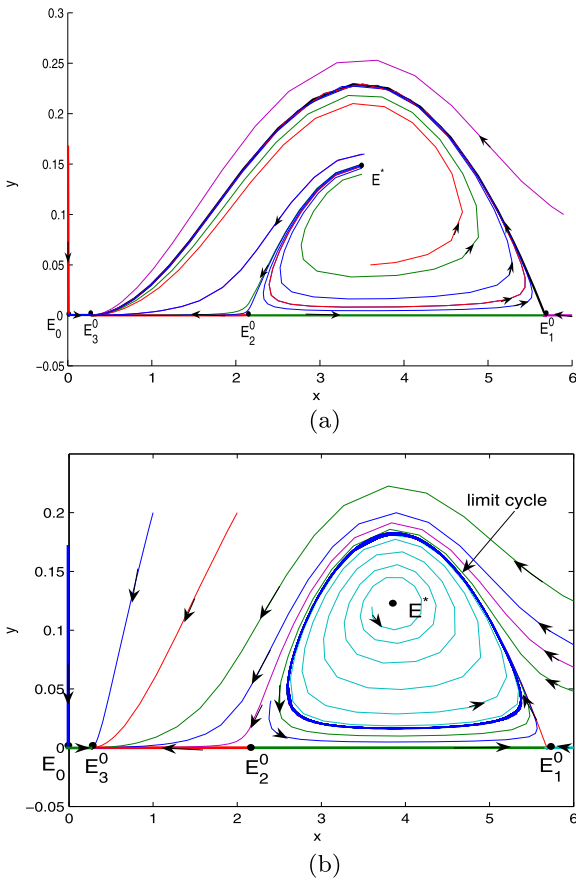 0.3
0.25
0.2
0.15
0.1
0.05
0
−0.05
y
E*
E₀
E₃⁰
E₂⁰
E₁⁰
0 1 2 3 4 5 6
x
(a)
limit cycle
0.2
0.15
0.1
0.05
0
−0.05
y
E*
E₀
E₃⁰
E₂⁰
E₁⁰
0 1 2 3 4 5 6
x
(b)